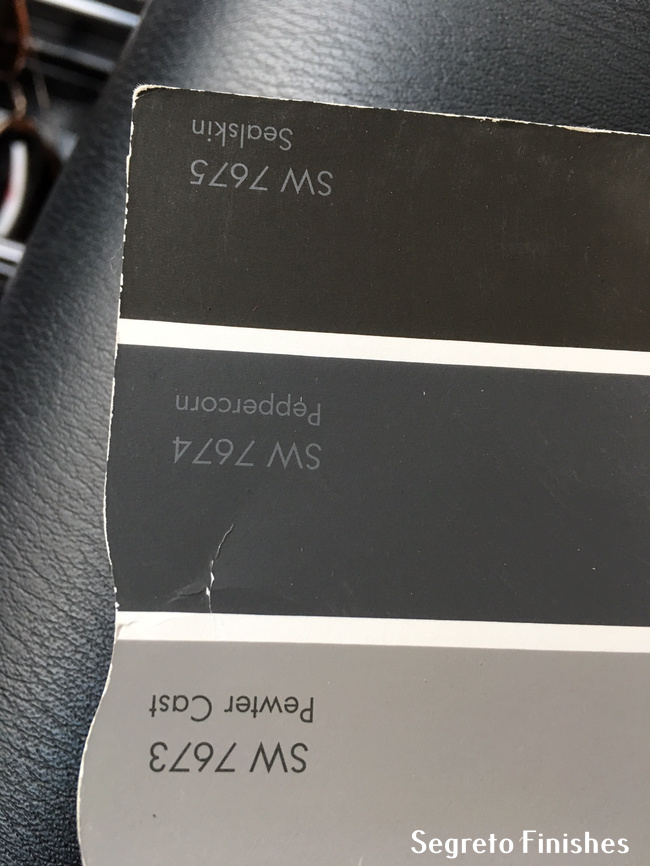 SW 7675
Sealskin
SW 7674
Peppercorn
SW 7673
Pewter Cast
Segreto Finishes